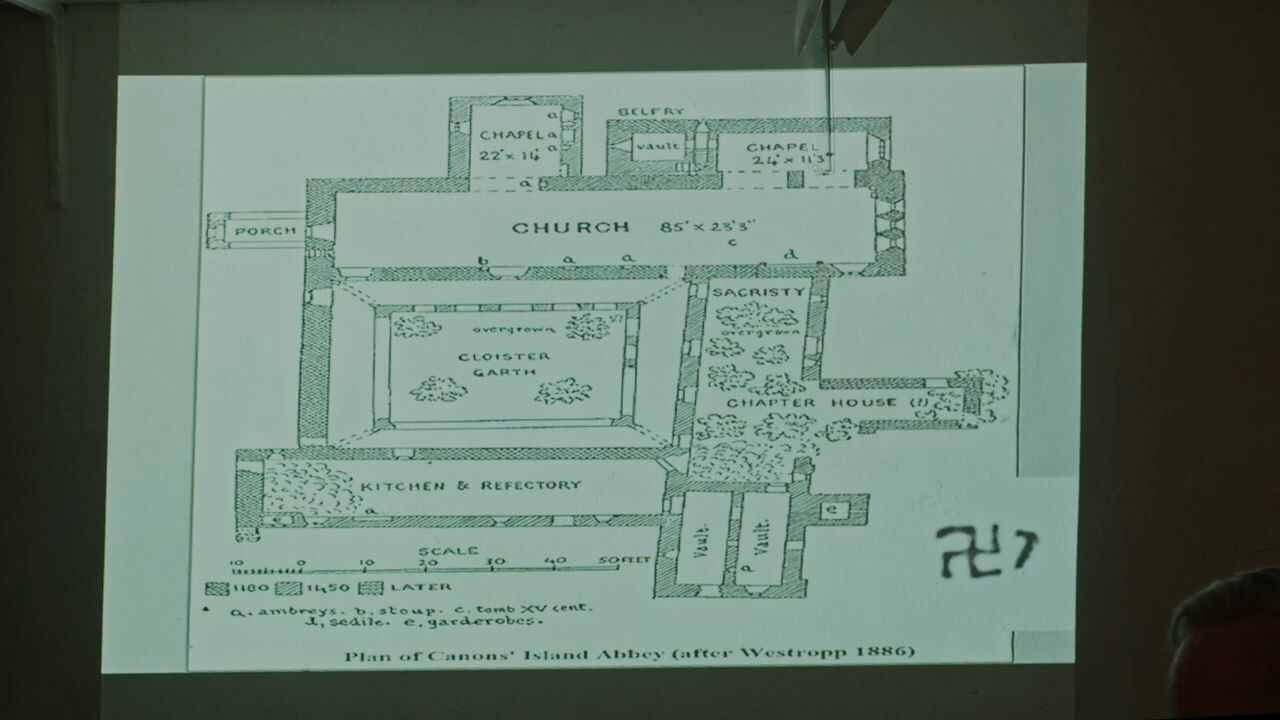 BELFRY
CHAPEL
22' x 14'
a
a
a
a
vault
CHAPEL
24' x 11'3"
PORCH
CHURCH 85' x 23'3"
c
b
a
a
d
SACRISTY
overgrown
overgrown
CLOISTER
GARTH
CHAPTER HOUSE (?)
KITCHEN & REFECTORY
a
e
Vault.
Vault.
e
SCALE
10 0 10 20 30 40 50 FEET
1180 1450 LATER
a. ambreys. b, stoup. c. tomb XV cent.
d, sedile. e, garderobes.
Plan of Canons' Island Abbey (after Westropp 1886)